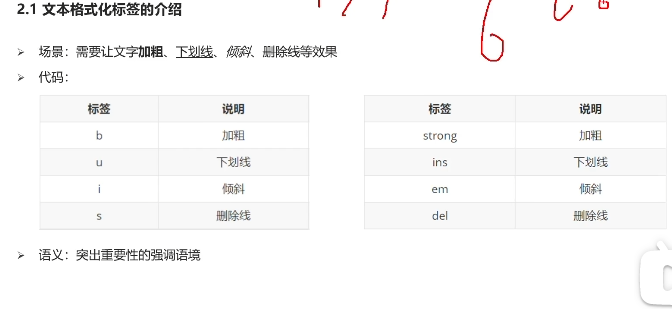 2.1 文本格式化标签的介绍
场景：需要让文字加粗、下划线、倾斜、删除线等效果
代码：
标签 说明
b 加粗
u 下划线
i 倾斜
s 删除线
标签 说明
strong 加粗
ins 下划线
em 倾斜
del 删除线
语义：突出重要性的强调语境